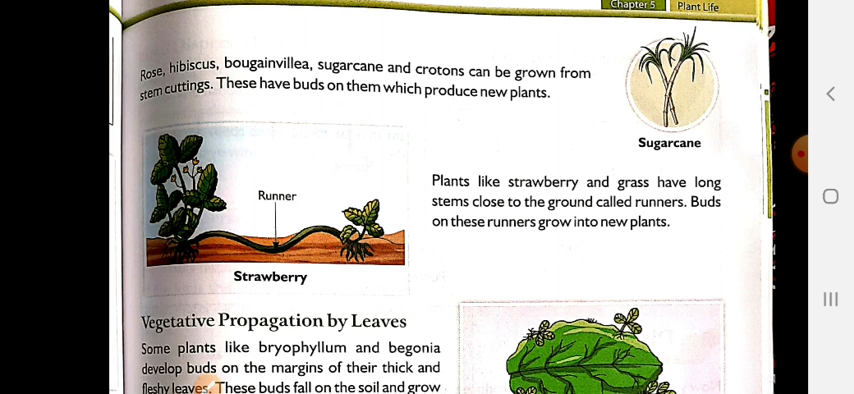 Chapter 5 Plant Life
Rose, hibiscus, bougainvillea, sugarcane and crotons can be grown from
stem cuttings. These have buds on them which produce new plants.
Sugarcane
Plants like strawberry and grass have long
stems close to the ground called runners. Buds
on these runners grow into new plants.
Runner
Strawberry
Vegetative Propagation by Leaves
Some plants like bryophyllum and begonia
develop buds on the margins of their thick and
fleshy leaves. These buds fall on the soil and grow